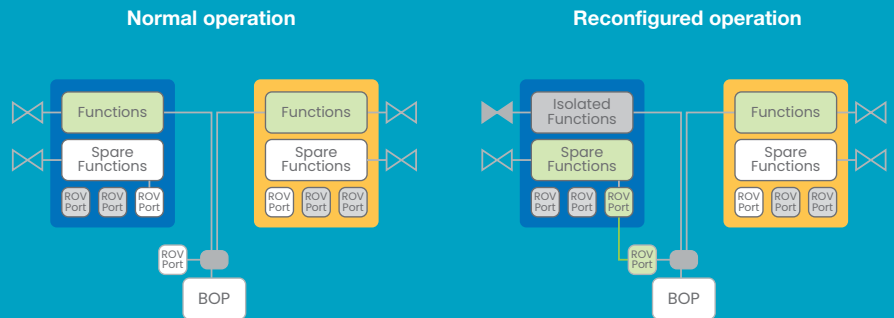 Normal operation
Functions
Spare
Functions
ROV
Port
ROV
Port
ROV
Port
Functions
Spare
Functions
ROV
Port
ROV
Port
ROV
Port
ROV
Port
BOP
Reconfigured operation
Isolated
Functions
Spare
Functions
ROV
Port
ROV
Port
ROV
Port
Functions
Spare
Functions
ROV
Port
ROV
Port
ROV
Port
ROV
Port
BOP